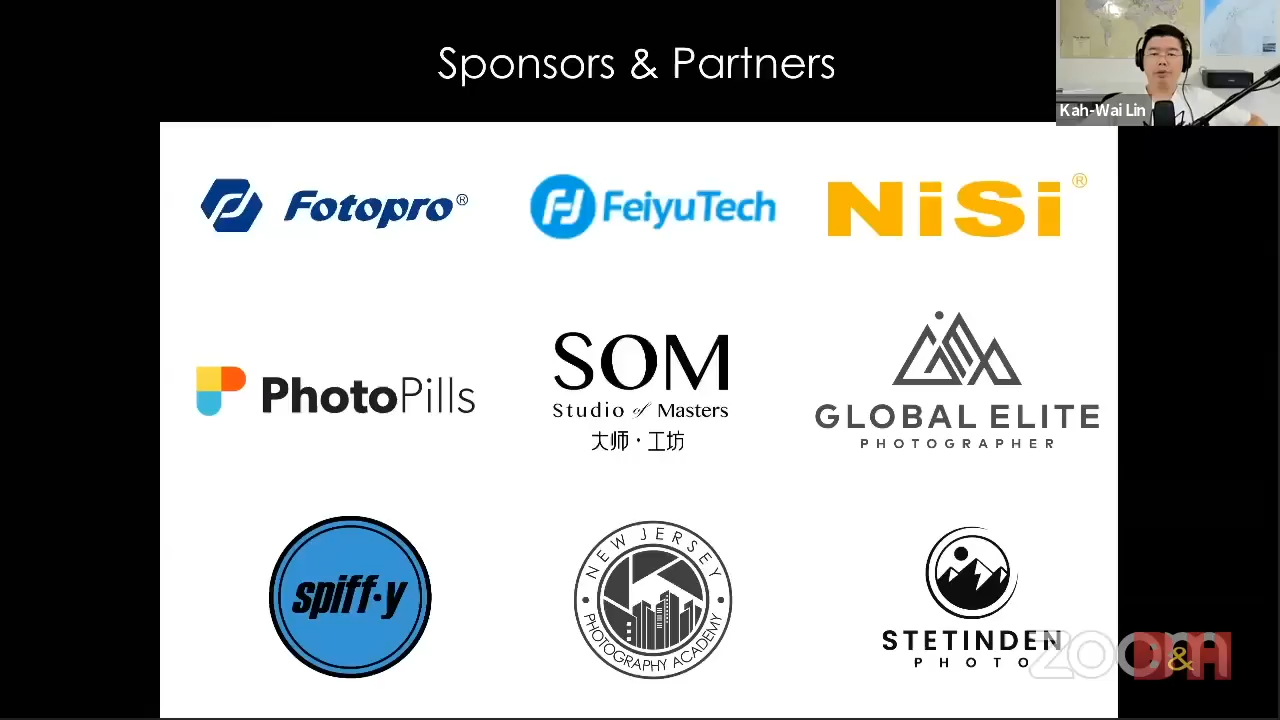 Sponsors & Partners
Kah-Wai Lin
Fotopro®
FeiyuTech
NiSi®
PhotoPills
SOM
Studio of Masters
大师·工坊
GLOBAL ELITE
PHOTOGRAPHER
spiff·y
NEW JERSEY
PHOTOGRAPHY ACADEMY
STETINDEN
PHOTO
zoom
&